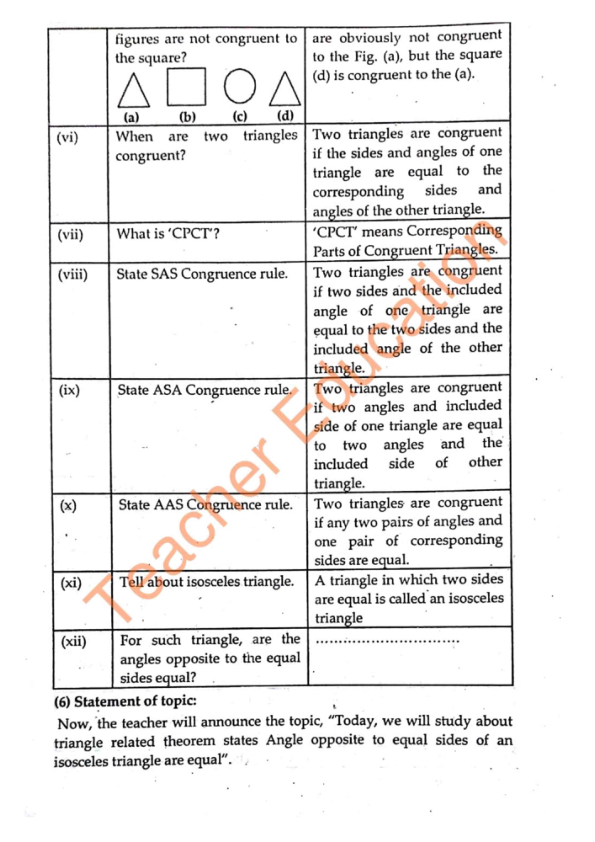 figures are not congruent to
the square?
(a) (b) (c) (d)
are obviously not congruent
to the Fig. (a), but the square
(d) is congruent to the (a).
(vi)
When are two triangles
congruent?
Two triangles are congruent
if the sides and angles of one
triangle are equal to the
corresponding sides and
angles of the other triangle.
(vii)
What is 'CPCT'?
'CPCT' means Corresponding
Parts of Congruent Triangles.
(viii)
State SAS Congruence rule.
Two triangles are congruent
if two sides and the included
angle of one triangle are
equal to the two sides and the
included angle of the other
triangle.
(ix)
State ASA Congruence rule.
Two triangles are congruent
if two angles and included
side of one triangle are equal
to two angles and the
included side of other
triangle.
(x)
State AAS Congruence rule.
Two triangles are congruent
if any two pairs of angles and
one pair of corresponding
sides are equal.
(xi)
Tell about isosceles triangle.
A triangle in which two sides
are equal is called an isosceles
triangle
(xii)
For such triangle, are the
angles opposite to the equal
sides equal?
................................
(6) Statement of topic:
Now, the teacher will announce the topic, "Today, we will study about
triangle related theorem states Angle opposite to equal sides of an
isosceles triangle are equal".
Teacher Education